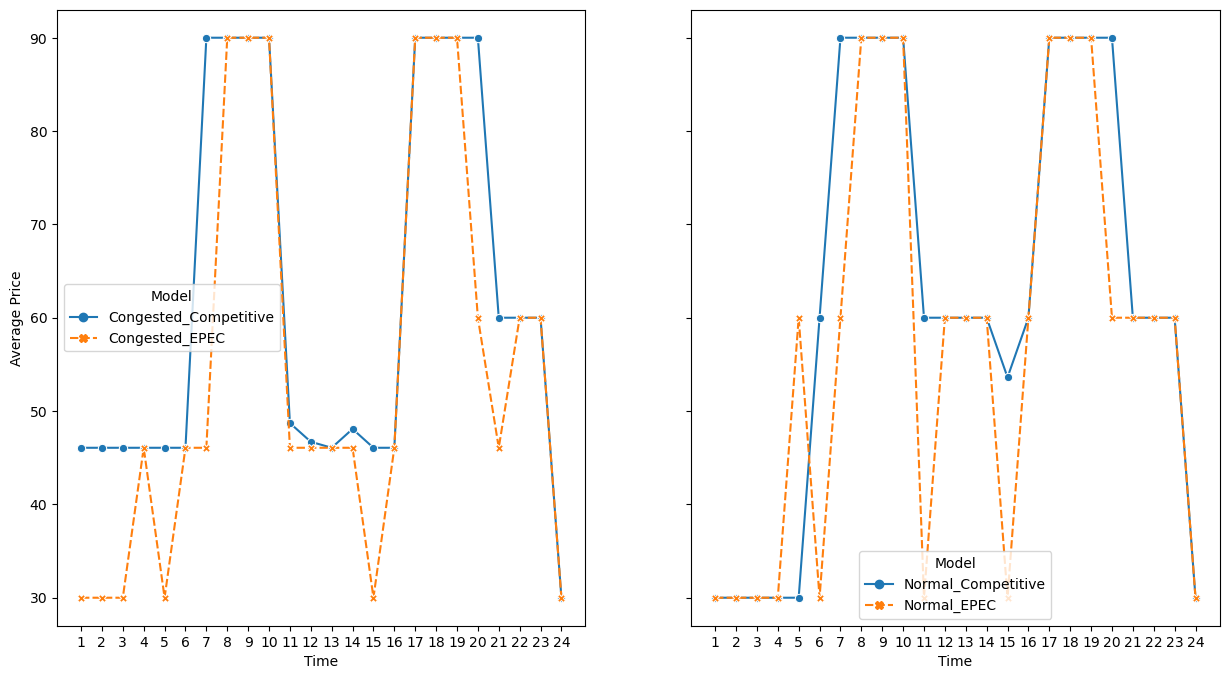 90
80
70
60
50
40
30
Average Price
Model
Congested_Competitive
Congested_EPEC
1 2 3 4 5 6 7 8 9 10 11 12 13 14 15 16 17 18 19 20 21 22 23 24
Time
Model
Normal_Competitive
Normal_EPEC
1 2 3 4 5 6 7 8 9 10 11 12 13 14 15 16 17 18 19 20 21 22 23 24
Time